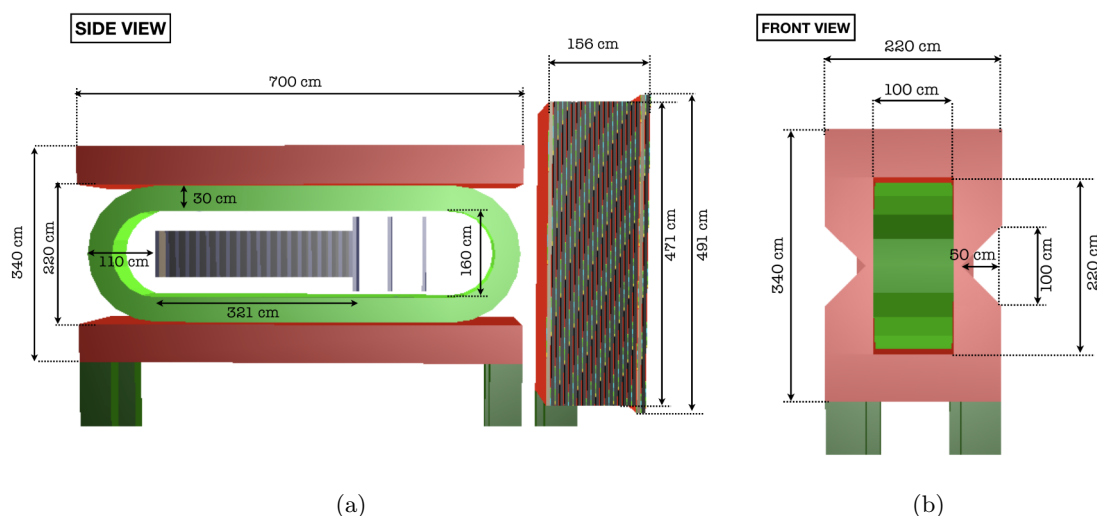 SIDE VIEW
700 cm
340 cm
220 cm
30 cm
110 cm
160 cm
321 cm
156 cm
471 cm
491 cm
(a)
FRONT VIEW
220 cm
100 cm
340 cm
50 cm
100 cm
220 cm
(b)